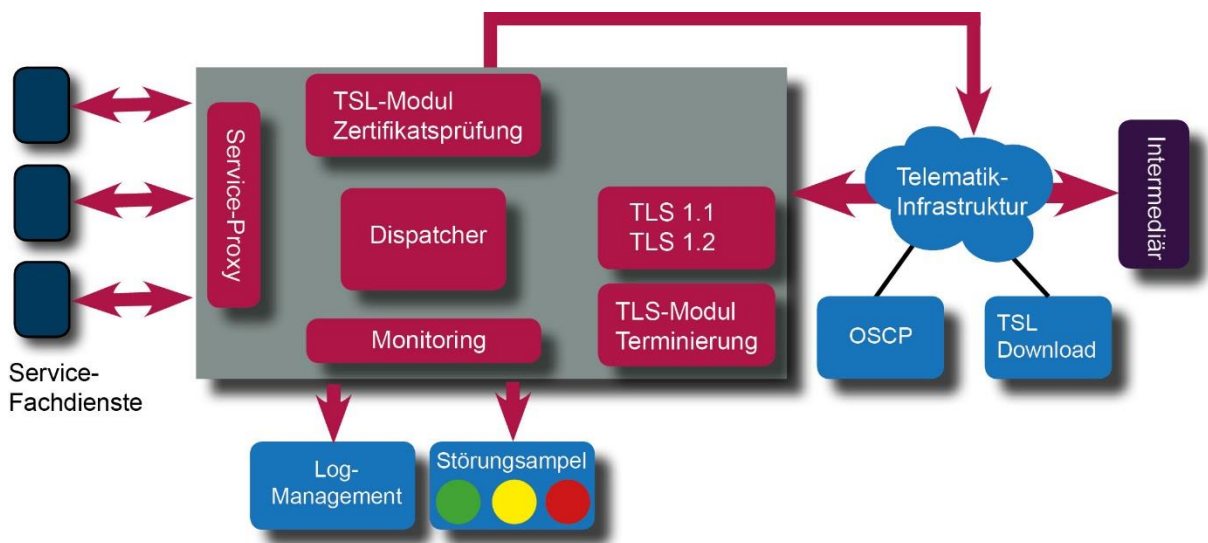 TSL-Modul
Zertifikatsprüfung
Service-Proxy
Dispatcher
Monitoring
TLS 1.1
TLS 1.2
TLS-Modul
Terminierung
Telematik-
Infrastruktur
Intermediär
OSCP
TSL
Download
Service-
Fachdienste
Log-
Management
Störungsampel